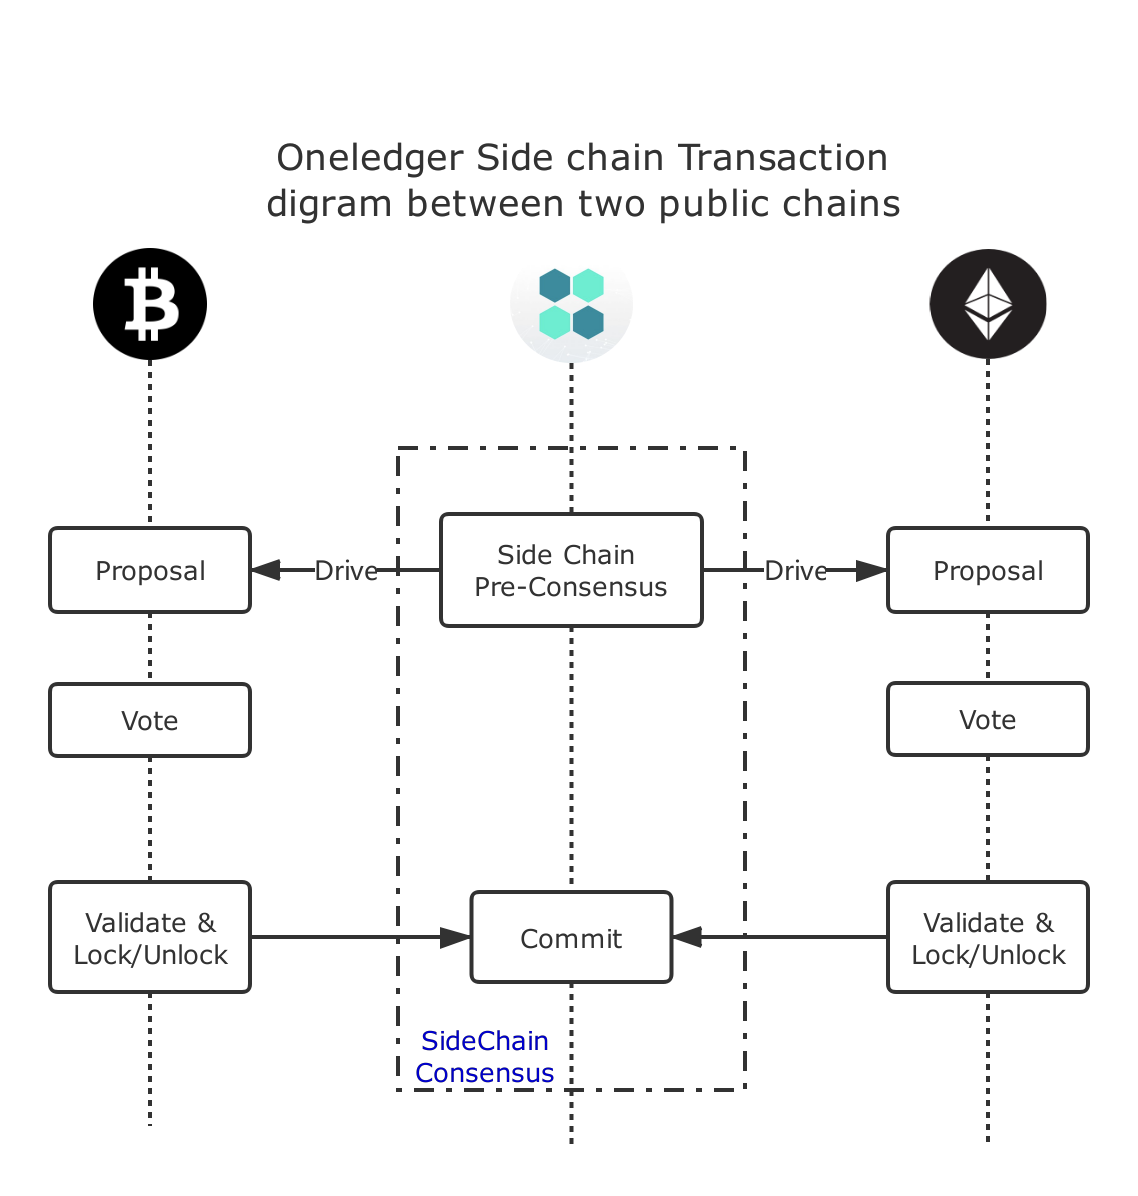 Oneledger Side chain Transaction
digram between two public chains
Side Chain
Pre-Consensus
Proposal
Drive
Drive
Proposal
Vote
Vote
Validate &
Lock/Unlock
Commit
Validate &
Lock/Unlock
SideChain
Consensus